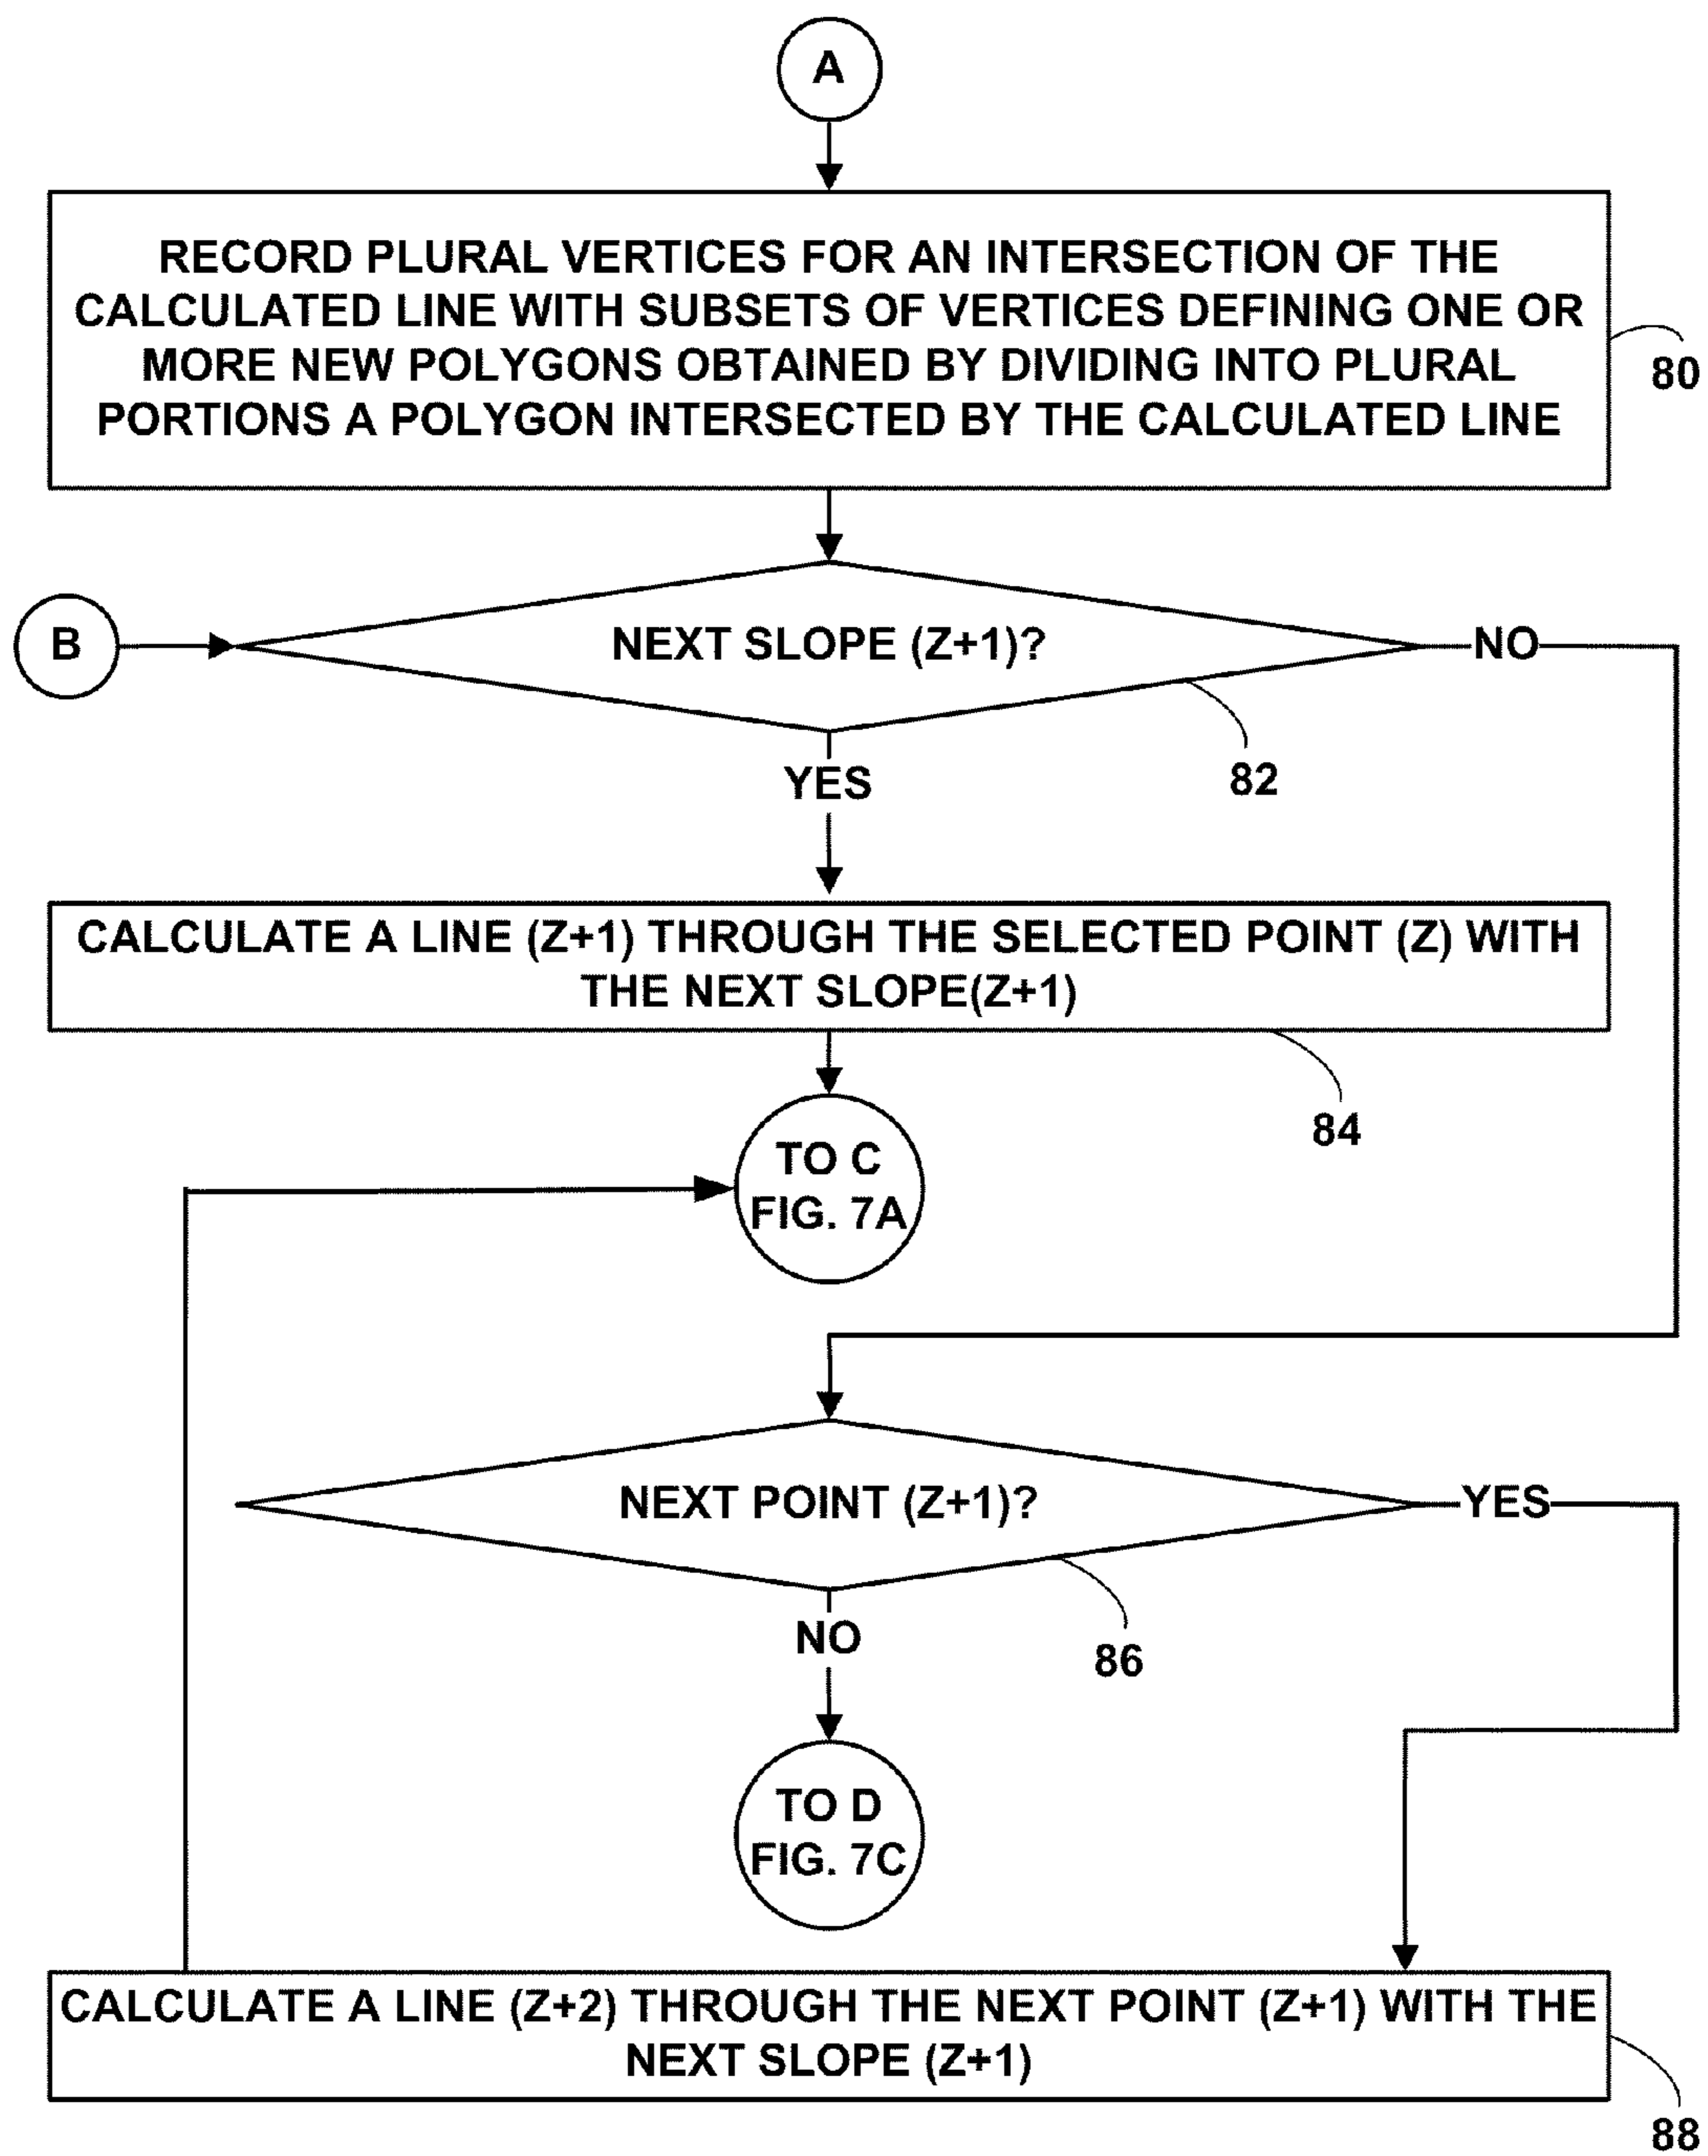 A
RECORD PLURAL VERTICES FOR AN INTERSECTION OF THE
CALCULATED LINE WITH SUBSETS OF VERTICES DEFINING ONE OR
MORE NEW POLYGONS OBTAINED BY DIVIDING INTO PLURAL
PORTIONS A POLYGON INTERSECTED BY THE CALCULATED LINE
80
B
NEXT SLOPE (Z+1)?
NO
82
YES
CALCULATE A LINE (Z+1) THROUGH THE SELECTED POINT (Z) WITH
THE NEXT SLOPE(Z+1)
84
TO C
FIG. 7A
NEXT POINT (Z+1)?
YES
86
NO
TO D
FIG. 7C
CALCULATE A LINE (Z+2) THROUGH THE NEXT POINT (Z+1) WITH THE
NEXT SLOPE (Z+1)
88